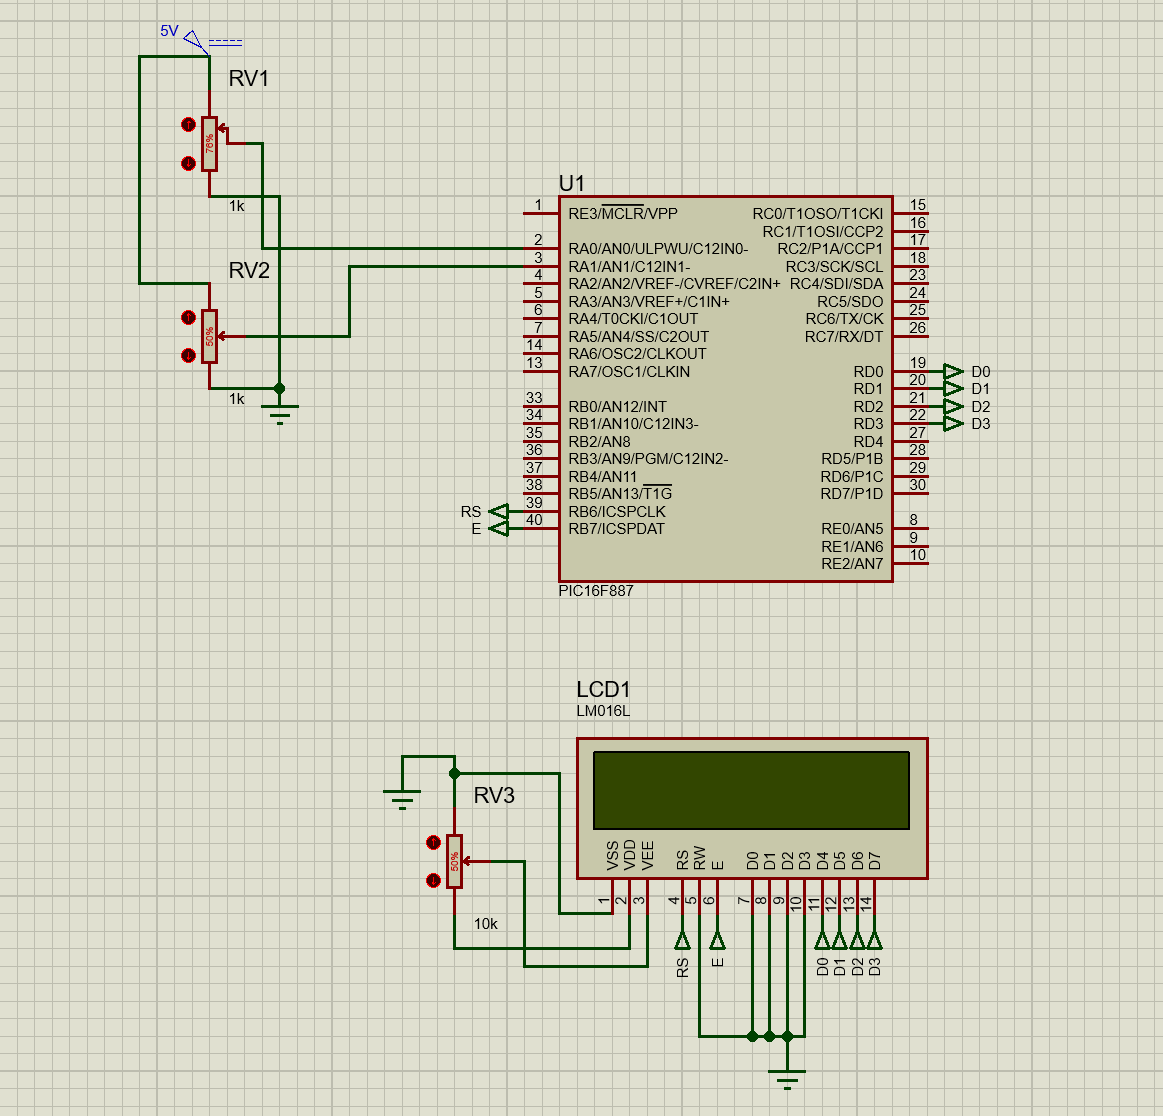 5V
RV1
76%
1k
RV2
50%
1k
U1
1 RE3/MCLR/VPP
2 RA0/AN0/ULPWU/C12IN0-
3 RA1/AN1/C12IN1-
4 RA2/AN2/VREF-/CVREF/C2IN+
5 RA3/AN3/VREF+/C1IN+
6 RA4/T0CKI/C1OUT
7 RA5/AN4/SS/C2OUT
14 RA6/OSC2/CLKOUT
13 RA7/OSC1/CLKIN
33 RB0/AN12/INT
34 RB1/AN10/C12IN3-
35 RB2/AN8
36 RB3/AN9/PGM/C12IN2-
37 RB4/AN11
38 RB5/AN13/T1G
RS 39 RB6/ICSPCLK
E 40 RB7/ICSPDAT
RC0/T1OSO/T1CKI 15
RC1/T1OSI/CCP2 16
RC2/P1A/CCP1 17
RC3/SCK/SCL 18
RC4/SDI/SDA 23
RC5/SDO 24
RC6/TX/CK 25
RC7/RX/DT 26
RD0 19 D0
RD1 20 D1
RD2 21 D2
RD3 22 D3
RD4 27
RD5/P1B 28
RD6/P1C 29
RD7/P1D 30
RE0/AN5 8
RE1/AN6 9
RE2/AN7 10
PIC16F887
LCD1
LM016L
RV3
50%
10k
VSS VDD VEE RS RW E D0 D1 D2 D3 D4 D5 D6 D7
1 2 3 4 5 6 7 8 9 10 11 12 13 14
RS E D0 D1 D2 D3